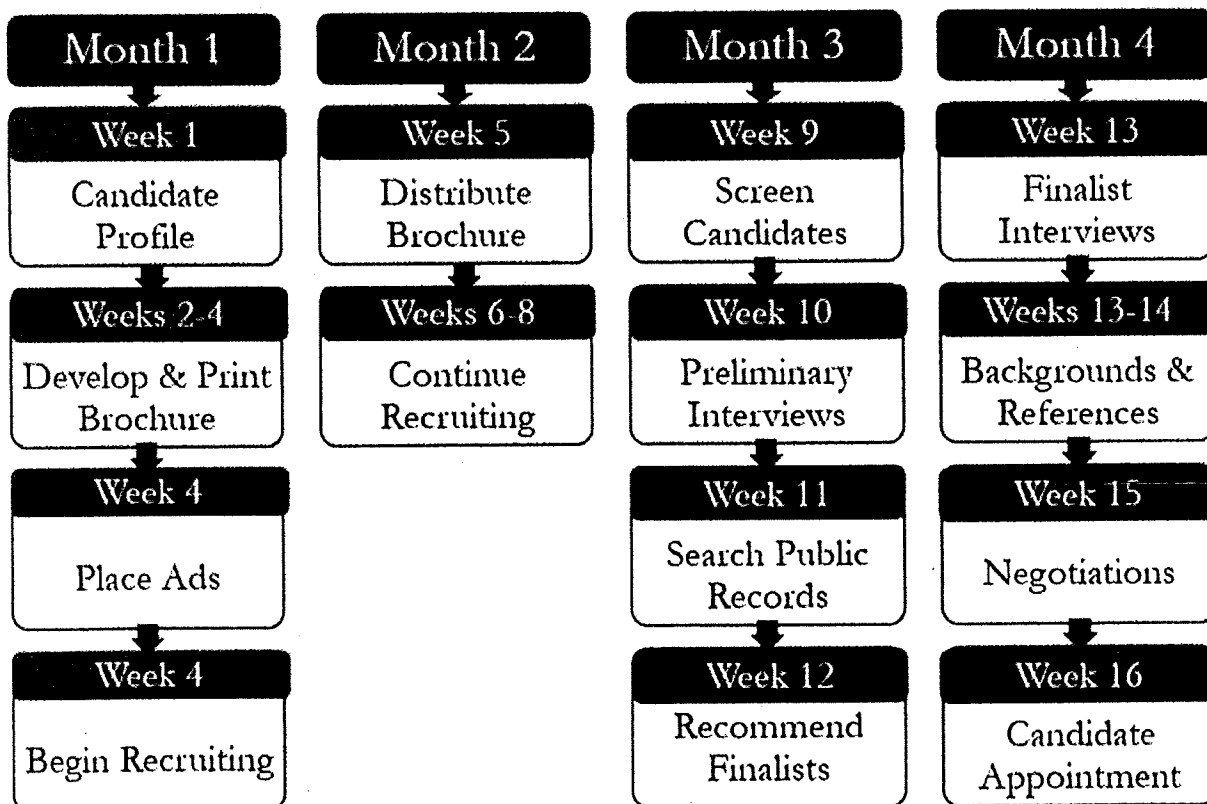 Month 1
Week 1
Candidate
Profile
Weeks 2-4
Develop & Print
Brochure
Week 4
Place Ads
Week 4
Begin Recruiting
Month 2
Week 5
Distribute
Brochure
Weeks 6-8
Continue
Recruiting
Month 3
Week 9
Screen
Candidates
Week 10
Preliminary
Interviews
Week 11
Search Public
Records
Week 12
Recommend
Finalists
Month 4
Week 13
Finalist
Interviews
Weeks 13-14
Backgrounds &
References
Week 15
Negotiations
Week 16
Candidate
Appointment